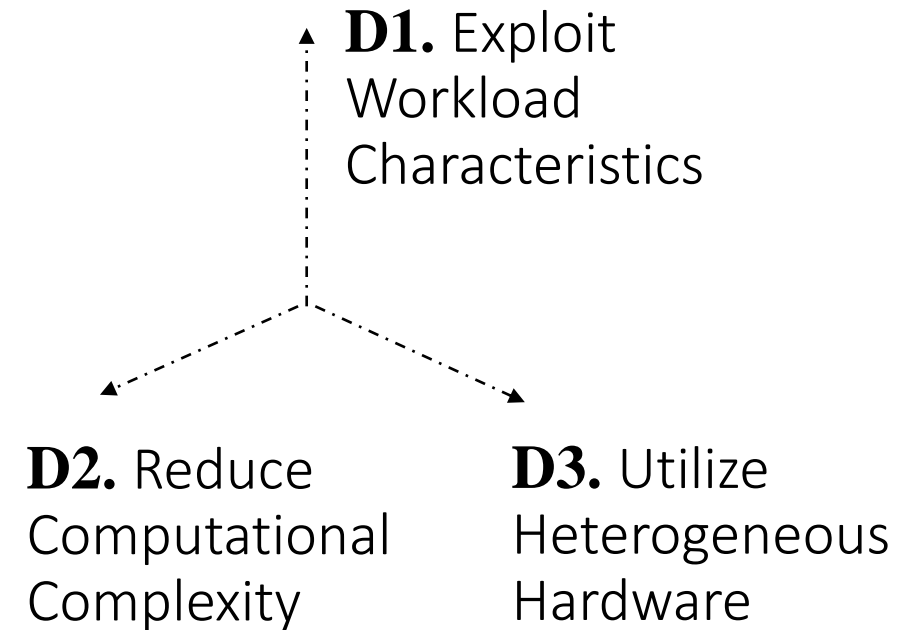 D1. Exploit
Workload
Characteristics
D2. Reduce
Computational
Complexity
D3. Utilize
Heterogeneous
Hardware